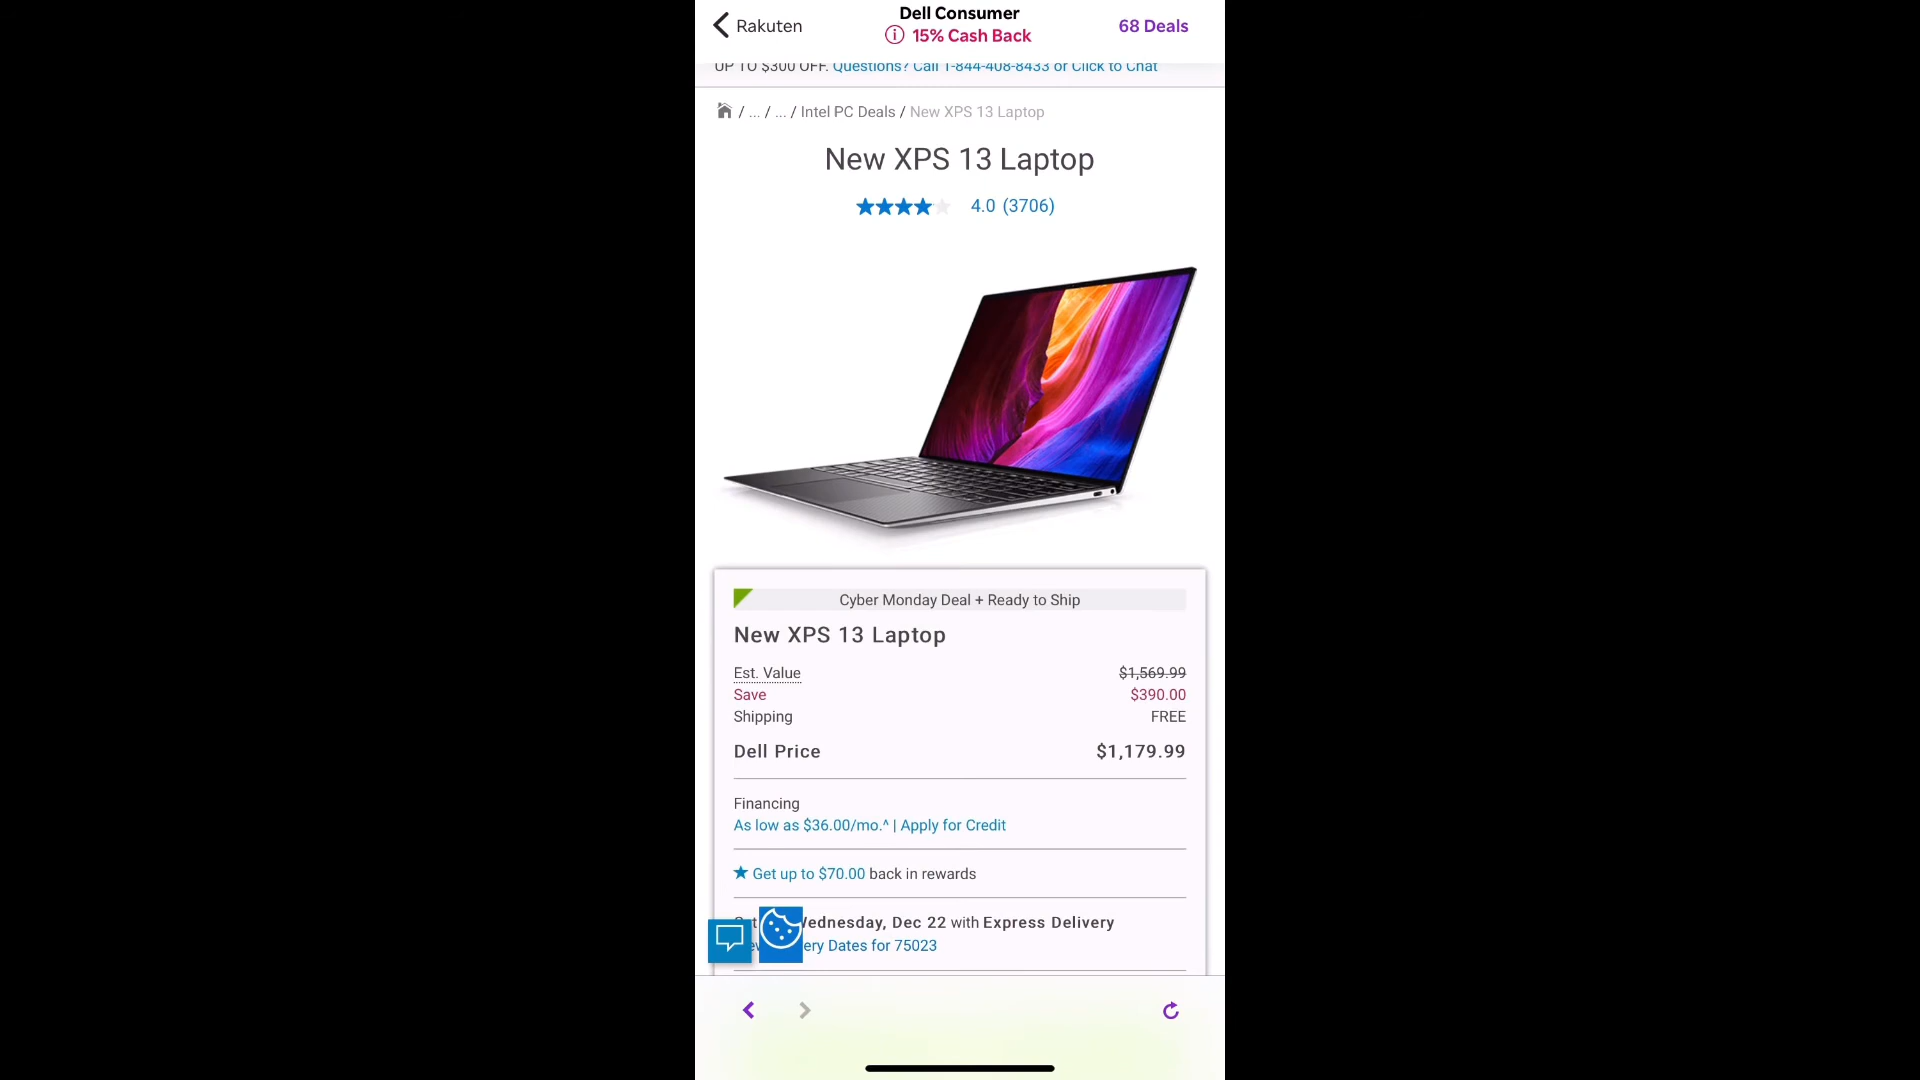 Rakuten
Dell Consumer
15% Cash Back
68 Deals
UP TO $300 OFF. Questions? Call 1-844-408-8433 or Click to Chat
/ ... / ... / Intel PC Deals / New XPS 13 Laptop
New XPS 13 Laptop
4.0 (3706)
Cyber Monday Deal + Ready to Ship
New XPS 13 Laptop
Est. Value $1,569.99
Save $390.00
Shipping FREE
Dell Price $1,179.99
Financing
As low as $36.00/mo.^ | Apply for Credit
Get up to $70.00 back in rewards
Dec 22 with Express Delivery
Dates for 75023